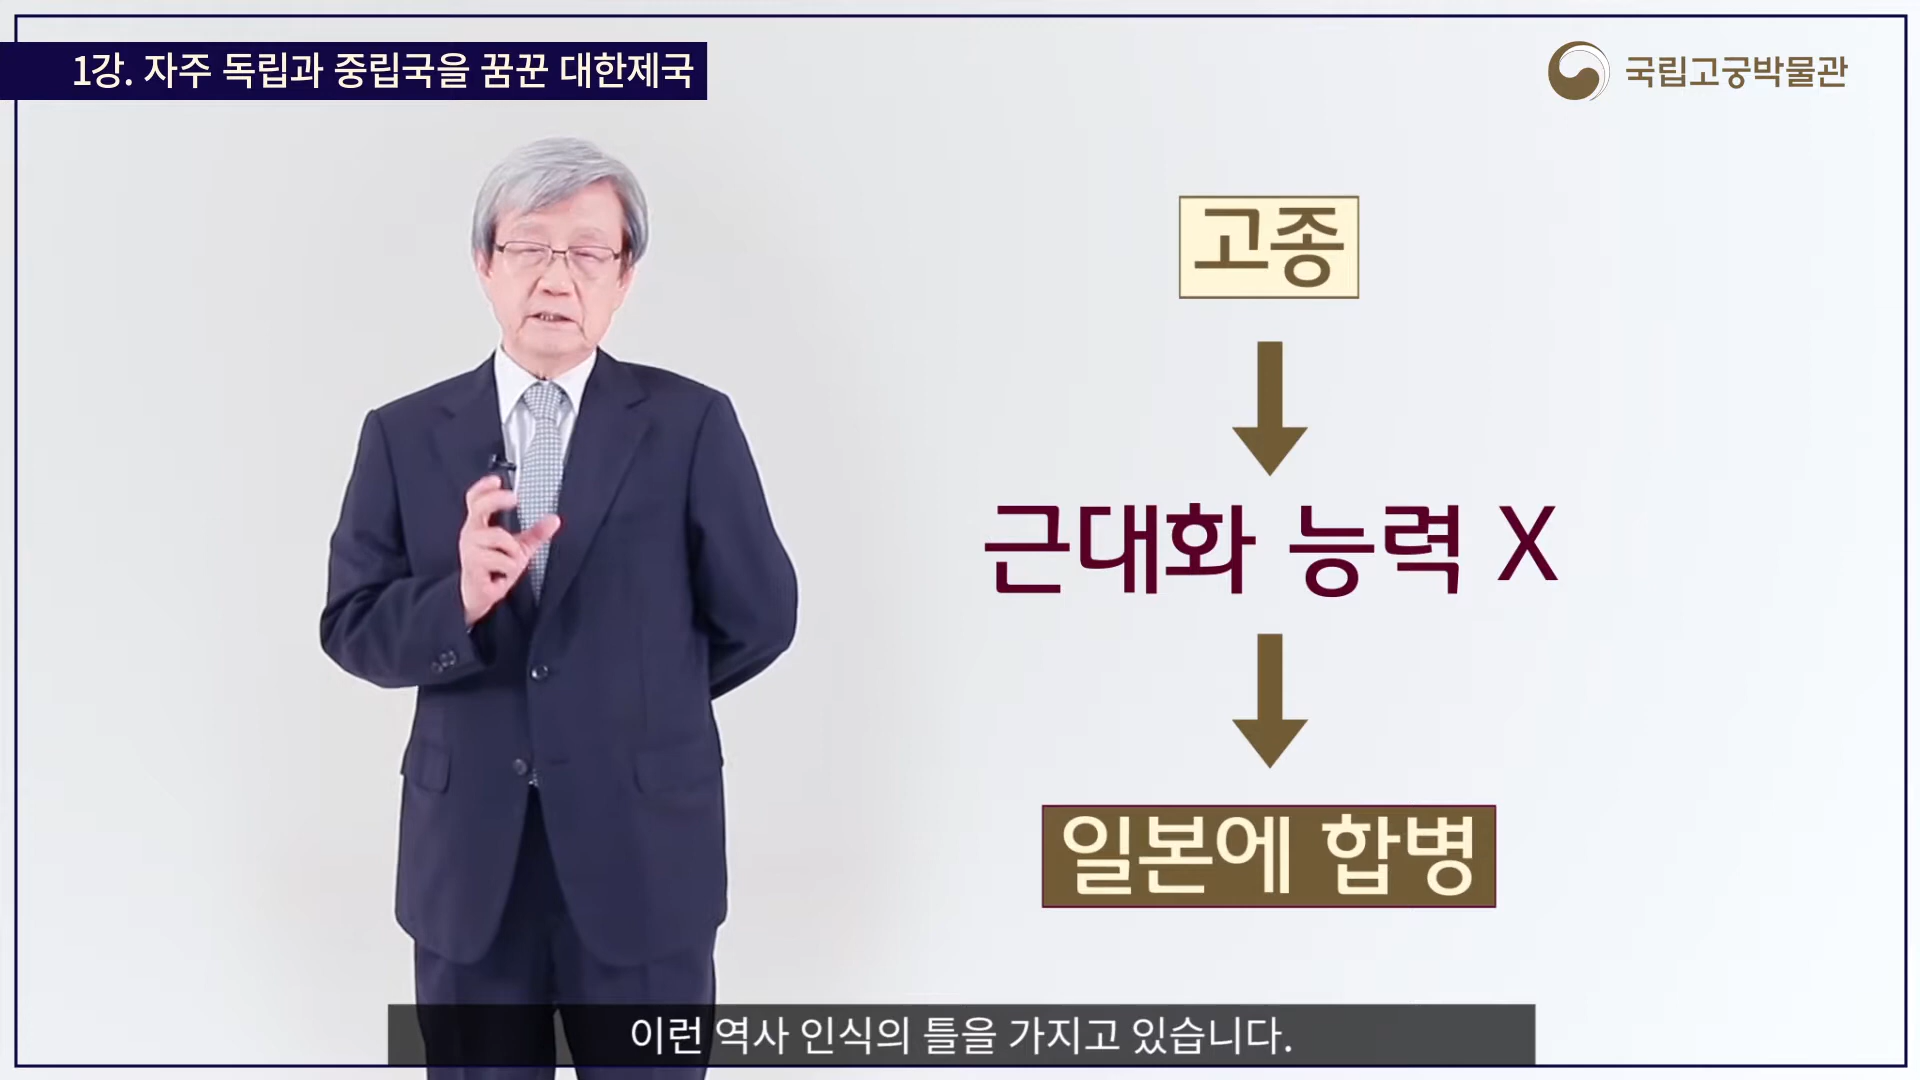 1강. 자주 독립과 중립국을 꿈꾼 대한제국
국립고궁박물관
고종
근대화 능력 X
일본에 합병
이런 역사 인식의 틀을 가지고 있습니다.